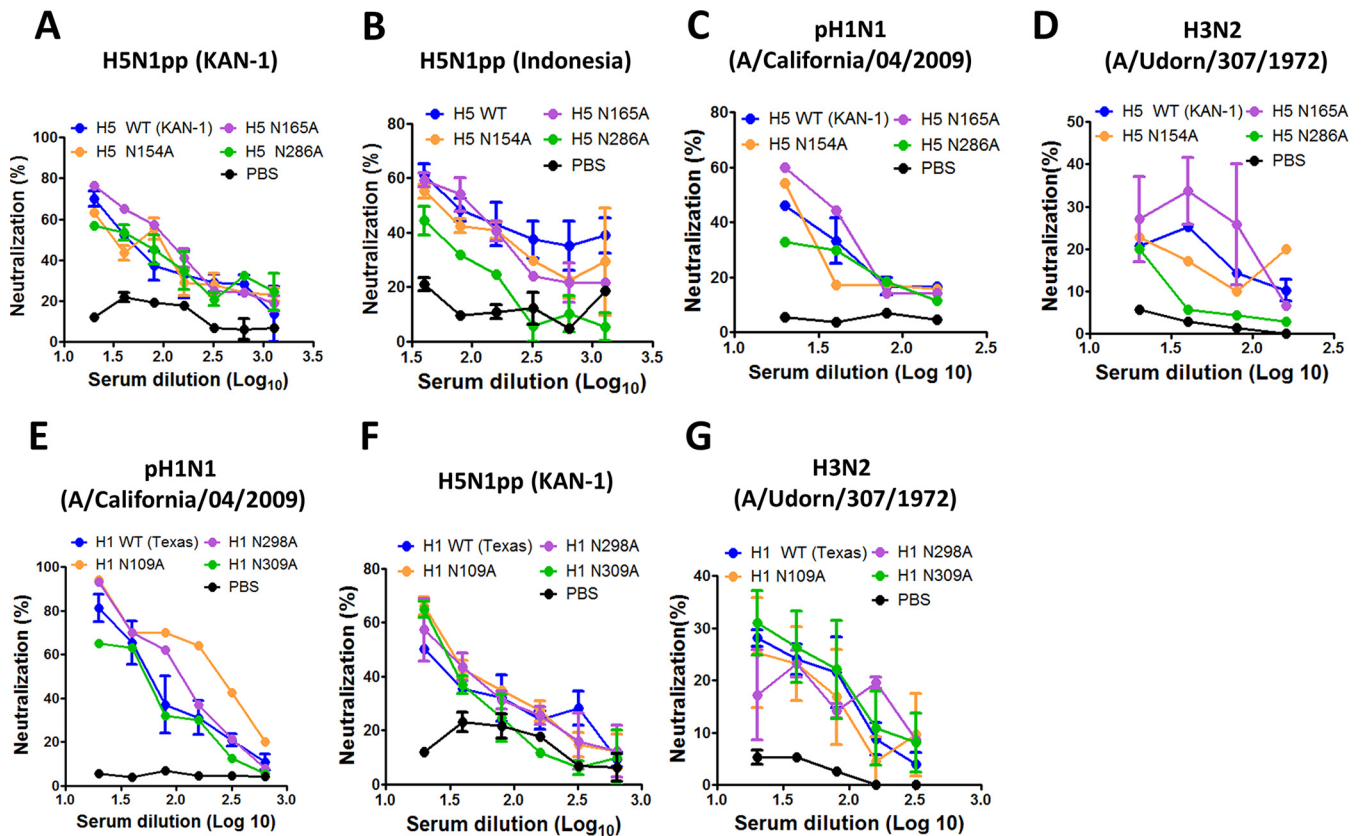 A
H5N1pp (KAN-1)
H5 WT (KAN-1)
H5 N165A
H5 N154A
H5 N286A
PBS
Neutralization (%)
100
80
60
40
20
0
1.0 1.5 2.0 2.5 3.0 3.5
Serum dilution (Log10)
B
H5N1pp (Indonesia)
H5 WT
H5 N165A
H5 N154A
H5 N286A
PBS
Neutralization (%)
80
60
40
20
0
1.5 2.0 2.5 3.0 3.5
Serum dilution (Log10)
C
pH1N1
(A/California/04/2009)
H5 WT (KAN-1)
H5 N165A
H5 N154A
H5 N286A
PBS
Neutralization (%)
80
60
40
20
0
1.0 1.5 2.0 2.5
Serum dilution (Log 10)
D
H3N2
(A/Udorn/307/1972)
H5 WT (KAN-1)
H5 N165A
H5 N154A
H5 N286A
PBS
Neutralization(%)
50
40
30
20
10
0
1.0 1.5 2.0 2.5
Serum dilution (Log 10)
E
pH1N1
(A/California/04/2009)
H1 WT (Texas)
H1 N298A
H1 N109A
H1 N309A
PBS
Neutralization (%)
100
80
60
40
20
0
1.0 1.5 2.0 2.5 3.0
Serum dilution (Log 10)
F
H5N1pp (KAN-1)
H1 WT (Texas)
H1 N298A
H1 N109A
H1 N309A
PBS
Neutralization (%)
80
60
40
20
0
1.0 1.5 2.0 2.5 3.0
Serum dilution (Log10)
G
H3N2
(A/Udorn/307/1972)
H1 WT (Texas)
H1 N298A
H1 N109A
H1 N309A
PBS
Neutralization(%)
40
30
20
10
0
1.0 1.5 2.0 2.5 3.0
Serum dilution (Log 10)